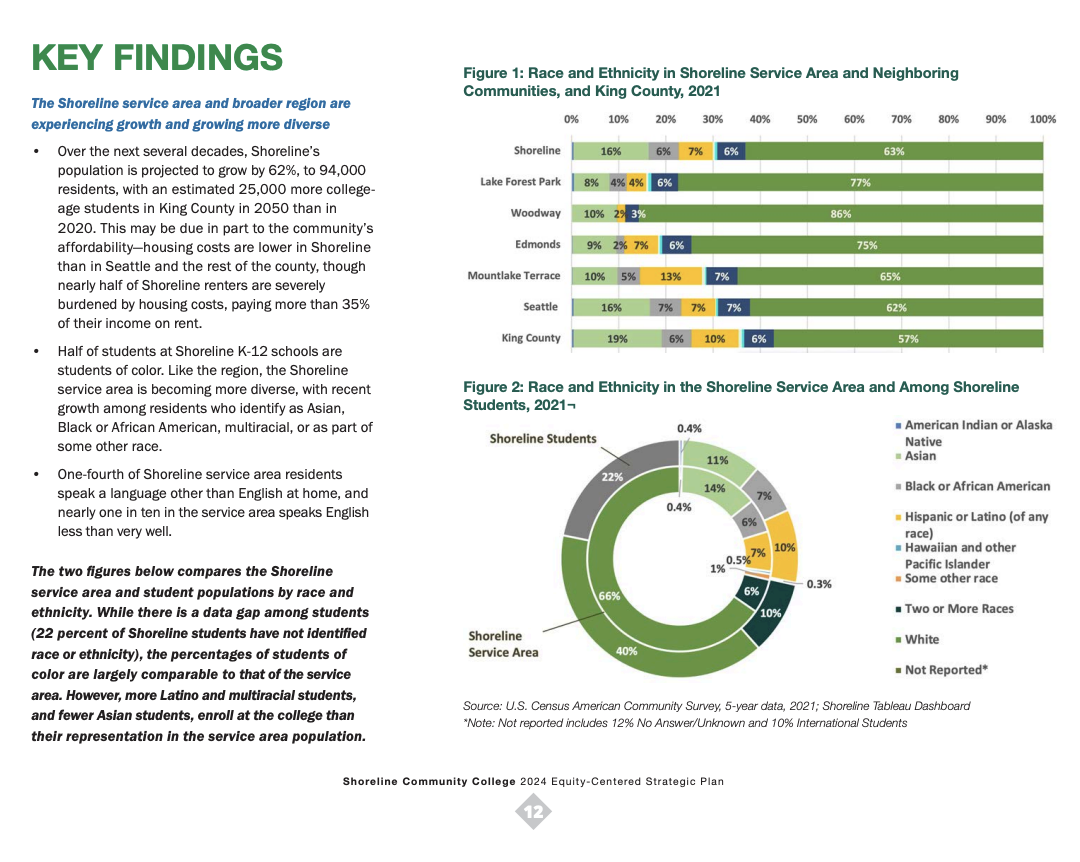 KEY FINDINGS
The Shoreline service area and broader region are
experiencing growth and growing more diverse
• Over the next several decades, Shoreline's
population is projected to grow by 62%, to 94,000
residents, with an estimated 25,000 more college-
age students in King County in 2050 than in
2020. This may be due in part to the community's
affordability—housing costs are lower in Shoreline
than in Seattle and the rest of the county, though
nearly half of Shoreline renters are severely
burdened by housing costs, paying more than 35%
of their income on rent.
• Half of students at Shoreline K-12 schools are
students of color. Like the region, the Shoreline
service area is becoming more diverse, with recent
growth among residents who identify as Asian,
Black or African American, multiracial, or as part of
some other race.
• One-fourth of Shoreline service area residents
speak a language other than English at home, and
nearly one in ten in the service area speaks English
less than very well.
The two figures below compares the Shoreline
service area and student populations by race and
ethnicity. While there is a data gap among students
(22 percent of Shoreline students have not identified
race or ethnicity), the percentages of students of
color are largely comparable to that of the service
area. However, more Latino and multiracial students,
and fewer Asian students, enroll at the college than
their representation in the service area population.
Figure 1: Race and Ethnicity in Shoreline Service Area and Neighboring
Communities, and King County, 2021
0% 10% 20% 30% 40% 50% 60% 70% 80% 90% 100%
Shoreline 16% 6% 7% 6% 63%
Lake Forest Park 8% 4% 4% 6% 77%
Woodway 10% 2% 3% 86%
Edmonds 9% 2% 7% 6% 75%
Mountlake Terrace 10% 5% 13% 7% 65%
Seattle 16% 7% 7% 7% 62%
King County 19% 6% 10% 6% 57%
Figure 2: Race and Ethnicity in the Shoreline Service Area and Among Shoreline
Students, 2021¬
Shoreline Students
0.4%
11%
7%
10%
0.3%
10%
40%
22%
Shoreline
Service Area
0.4%
14%
6%
7%
0.5%
1%
6%
66%
American Indian or Alaska
Native
Asian
Black or African American
Hispanic or Latino (of any
race)
Hawaiian and other
Pacific Islander
Some other race
Two or More Races
White
Not Reported*
Source: U.S. Census American Community Survey, 5-year data, 2021; Shoreline Tableau Dashboard
*Note: Not reported includes 12% No Answer/Unknown and 10% International Students
Shoreline Community College 2024 Equity-Centered Strategic Plan
12